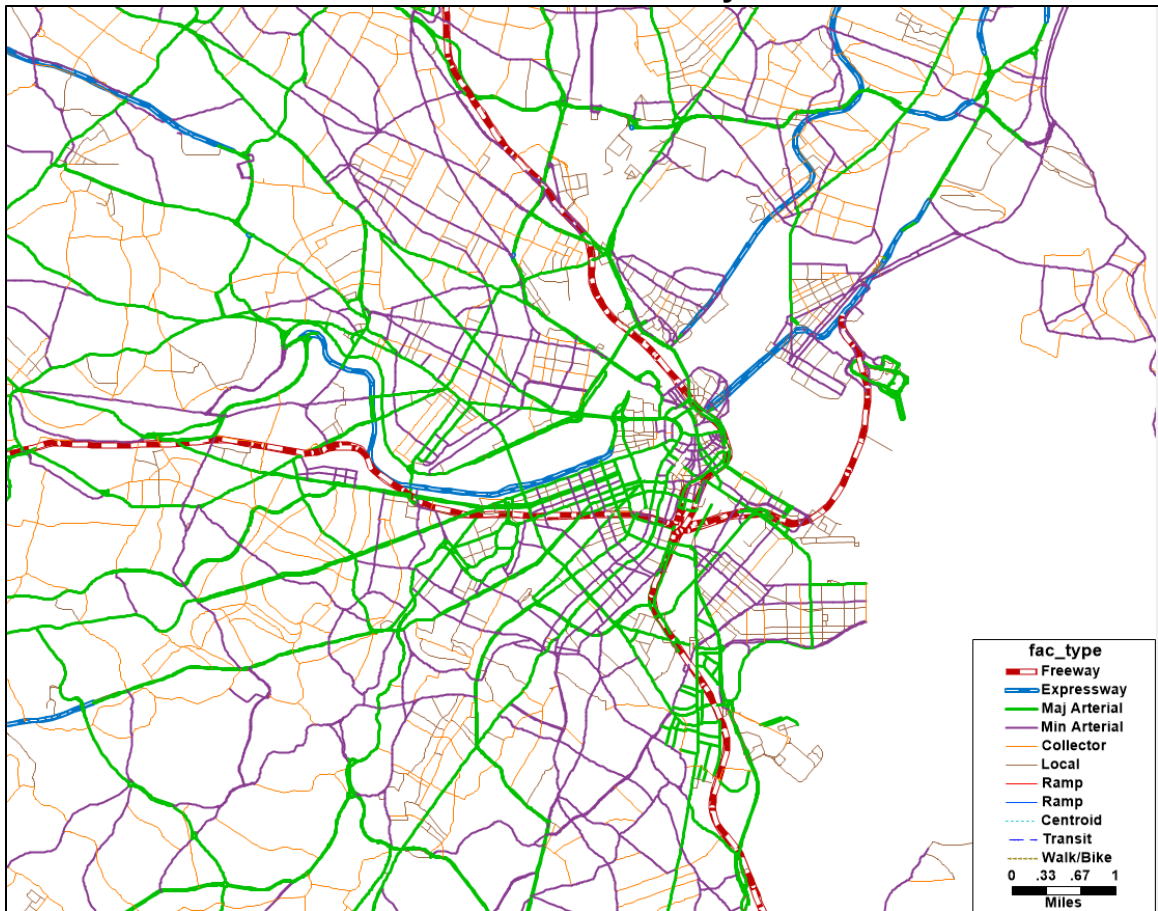 fac_type
Freeway
Expressway
Maj Arterial
Min Arterial
Collector
Local
Ramp
Ramp
Centroid
Transit
Walk/Bike
0 .33 .67 1
Miles